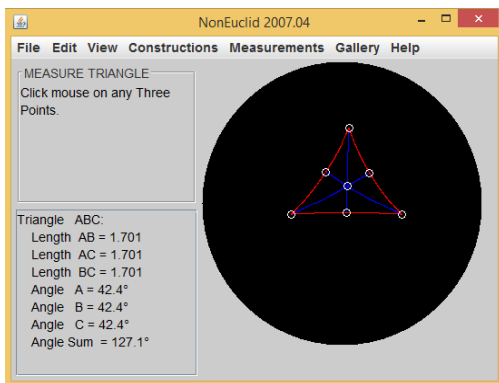 NonEuclid 2007.04
File Edit View Constructions Measurements Gallery Help
MEASURE TRIANGLE
Click mouse on any Three
Points.
Triangle ABC:
Length AB = 1.701
Length AC = 1.701
Length BC = 1.701
Angle A = 42.4°
Angle B = 42.4°
Angle C = 42.4°
Angle Sum = 127.1°